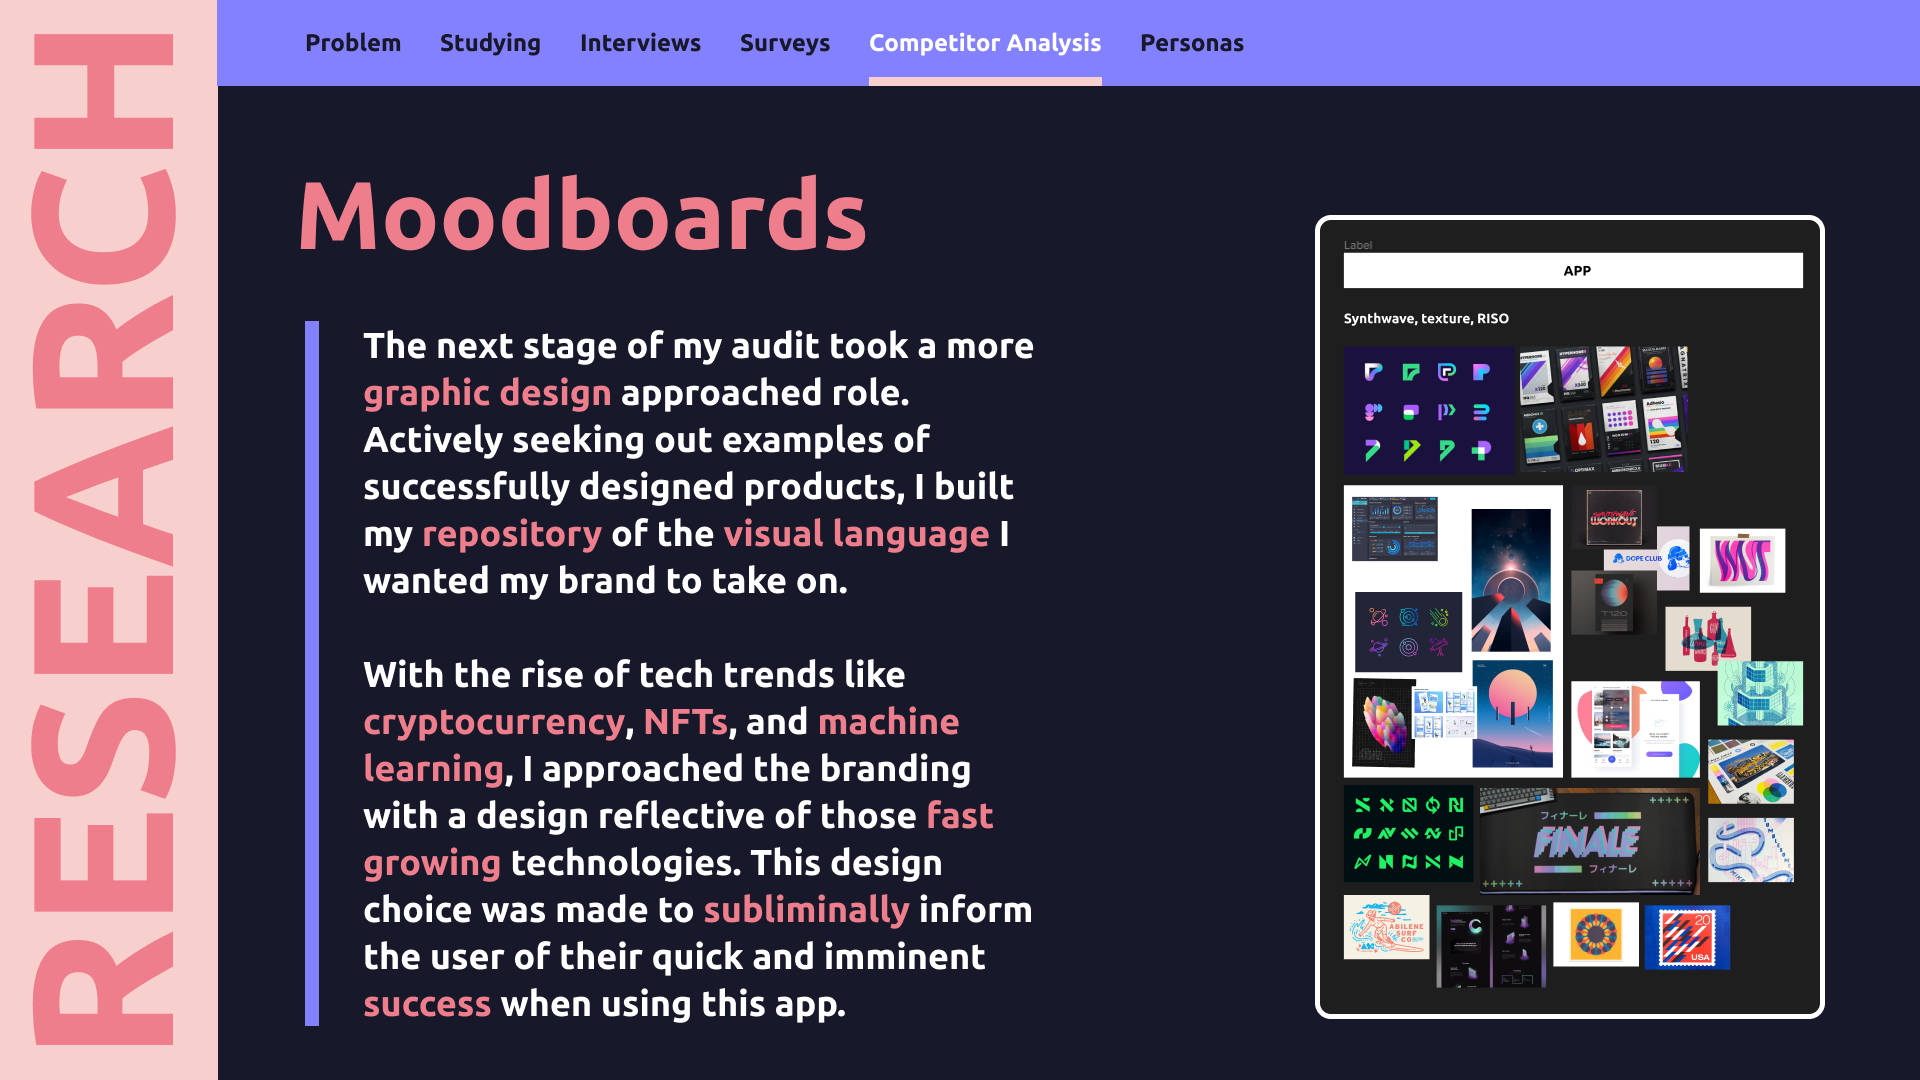 RESEARCH
Problem Studying Interviews Surveys Competitor Analysis Personas
Moodboards
The next stage of my audit took a more
graphic design approached role.
Actively seeking out examples of
successfully designed products, I built
my repository of the visual language I
wanted my brand to take on.
With the rise of tech trends like
cryptocurrency, NFTs, and machine
learning, I approached the branding
with a design reflective of those fast
growing technologies. This design
choice was made to subliminally inform
the user of their quick and imminent
success when using this app.
Label
APP
Synthwave, texture, RISO
SYNTHWAVE
WORKOUT
DOPE CLUB
T120
フィナーレ
FINALE
フィナーレ
ABILENE
SURF
CO
20
USA